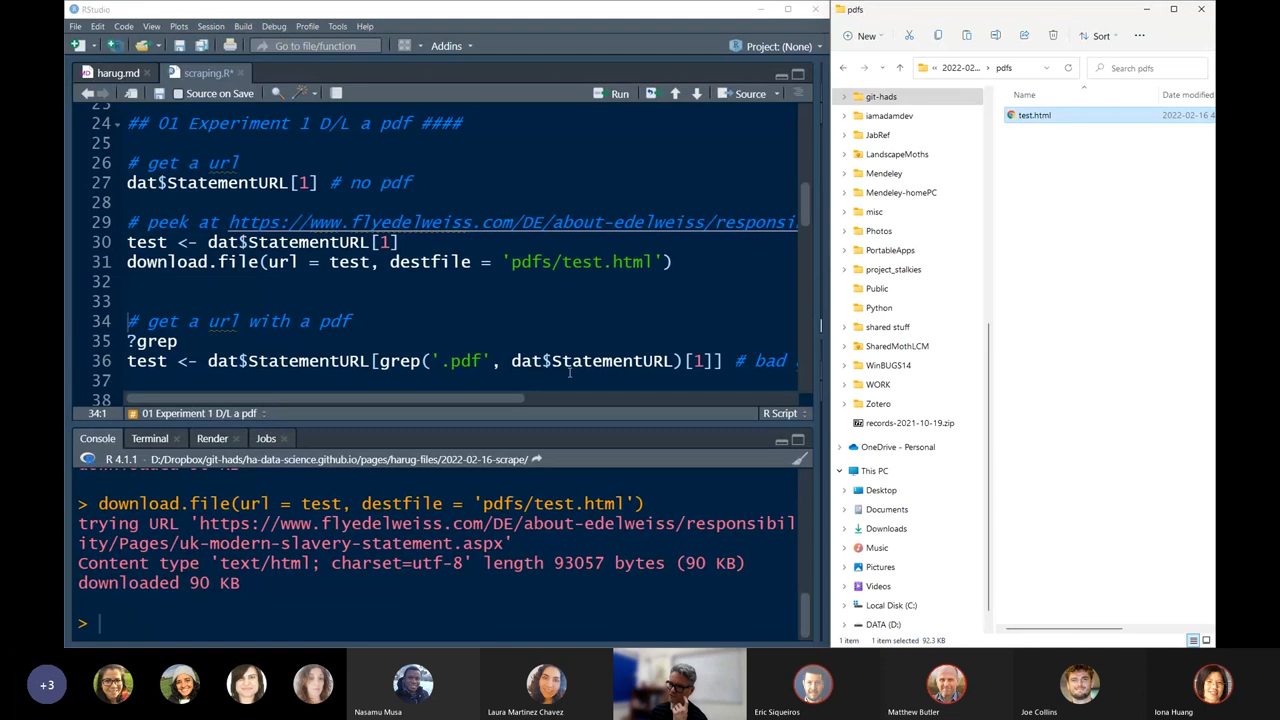 RStudio
File Edit Code View Plots Session Build Debug Profile Tools Help
Go to file/function
Addins
Project: (None)
harug.md
scraping.R*
Source on Save
Run
Source
23
24 ## 01 Experiment 1 D/L a pdf ####
25
26 # get a url
27 dat$StatementURL[1] # no pdf
28
29 # peek at https://www.flyedelweiss.com/DE/about-edelweiss/responsi
30 test <- dat$StatementURL[1]
31 download.file(url = test, destfile = 'pdfs/test.html')
32
33
34 # get a url with a pdf
35 ?grep
36 test <- dat$StatementURL[grep('.pdf', dat$StatementURL)[1]] # bad
37
38
34:1 01 Experiment 1 D/L a pdf R Script
Console Terminal Render Jobs
R 4.1.1 · D:/Dropbox/git-hads/ha-data-science.github.io/pages/harug-files/2022-02-16-scrape/
> download.file(url = test, destfile = 'pdfs/test.html')
trying URL 'https://www.flyedelweiss.com/DE/about-edelweiss/responsibil
ity/Pages/uk-modern-slavery-statement.aspx'
Content type 'text/html; charset=utf-8' length 93057 bytes (90 KB)
downloaded 90 KB
>
pdfs
New
Sort
2022-02... pdfs
Search pdfs
git-hads
iamadamdev
JabRef
LandscapeMoths
Mendeley
Mendeley-homePC
misc
Photos
PortableApps
project_stalkies
Public
Python
shared stuff
SharedMothLCM
WinBUGS14
WORK
Zotero
records-2021-10-19.zip
OneDrive - Personal
This PC
Desktop
Documents
Downloads
Music
Pictures
Videos
Local Disk (C:)
DATA (D:)
Name Date modified
test.html 2022-02-16 4
1 item 1 item selected 92.3 KB
+3
Nasamu Musa
Laura Martinez Chavez
Eric Siqueiros
Matthew Butler
Joe Collins
Iona Huang